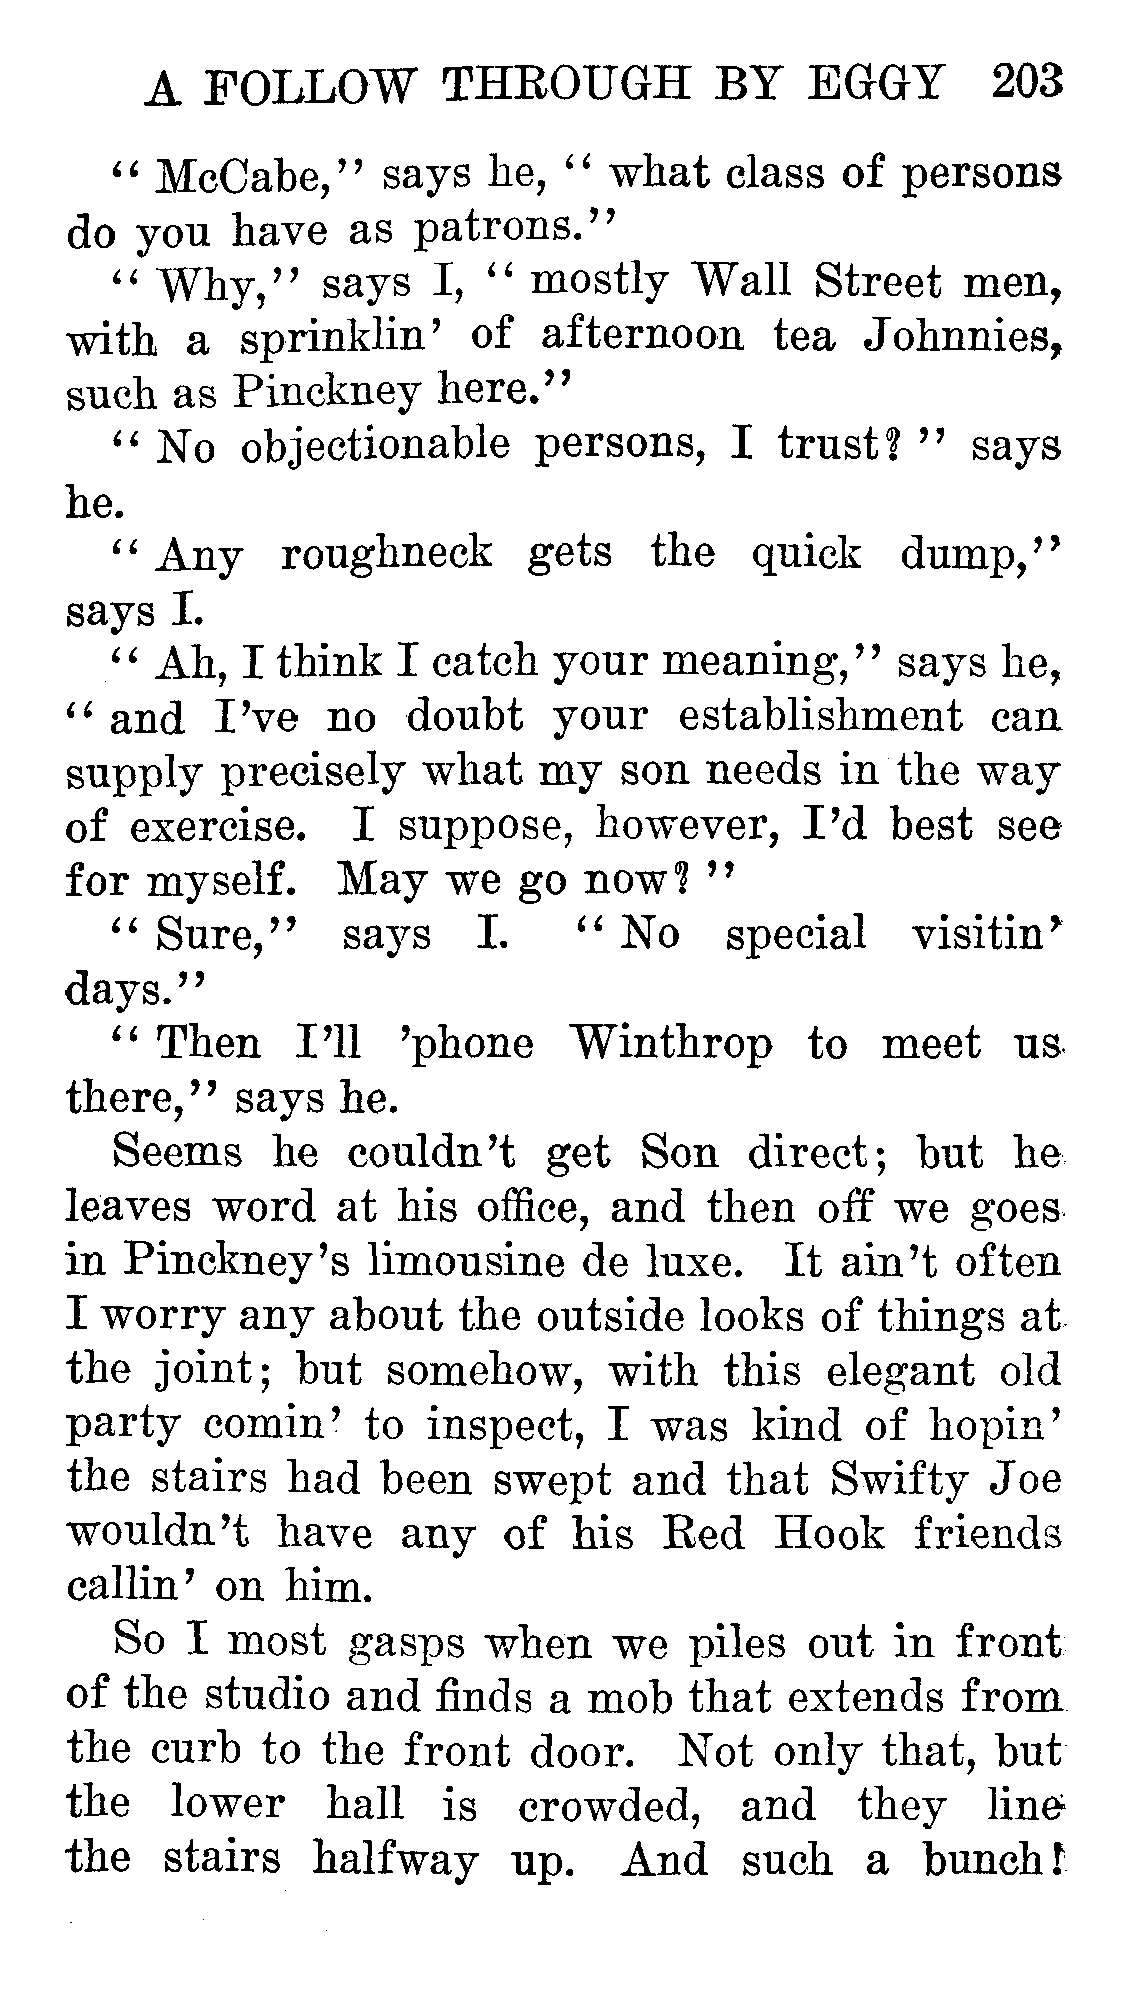 A FOLLOW THROUGH BY EGGY 203
“ McCabe,” says he, “ what class of persons
do you have as patrons.”
“ Why,” says I, “ mostly Wall Street men,
with a sprinklin’ of afternoon tea Johnnies,
such as Pinckney here.”
“ No objectionable persons, I trust? ” says
he.
“ Any roughneck gets the quick dump,”
says I.
“ Ah, I think I catch your meaning,” says he,
“ and I’ve no doubt your establishment can
supply precisely what my son needs in the way
of exercise. I suppose, however, I’d best see
for myself. May we go now? ”
“ Sure,” says I. “ No special visitin’
days.”
“ Then I’ll ’phone Winthrop to meet us
there,” says he.
Seems he couldn’t get Son direct; but he
leaves word at his office, and then off we goes
in Pinckney’s limousine de luxe. It ain’t often
I worry any about the outside looks of things at
the joint; but somehow, with this elegant old
party comin’ to inspect, I was kind of hopin’
the stairs had been swept and that Swifty Joe
wouldn’t have any of his Red Hook friends
callin’ on him.
So I most gasps when we piles out in front
of the studio and finds a mob that extends from
the curb to the front door. Not only that, but
the lower hall is crowded, and they line
the stairs halfway up. And such a bunch!